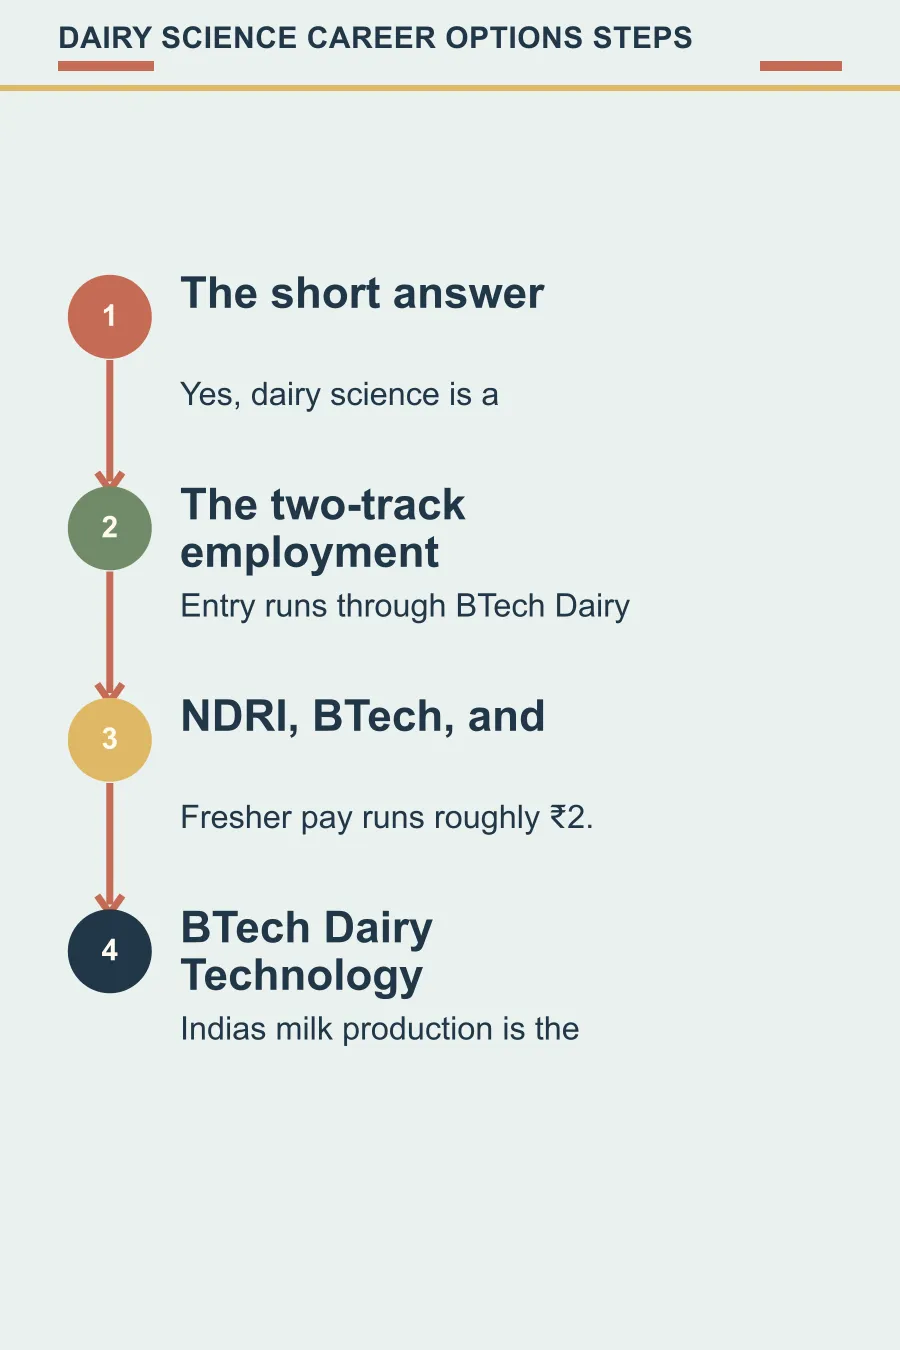 DAIRY SCIENCE CAREER OPTIONS STEPS
1
The short answer
Yes, dairy science is a
2
The two-track
employment
Entry runs through BTech Dairy
3
NDRI, BTech, and
Fresher pay runs roughly ₹2.
4
BTech Dairy
Technology
Indias milk production is the